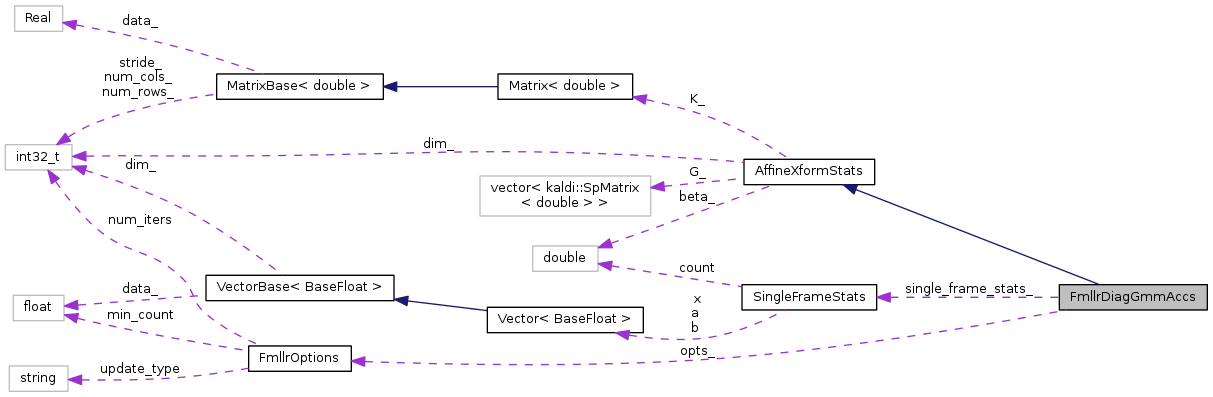 Real
data_
stride_
num_cols_
num_rows_
MatrixBase< double >
Matrix< double >
K_
int32_t
dim_
dim_
AffineXformStats
G_
vector< kaldi::SpMatrix
< double > >
beta_
num_iters
double
count
VectorBase< BaseFloat >
data_
float
min_count
x
a
b
SingleFrameStats
single_frame_stats_
FmllrDiagGmmAccs
Vector< BaseFloat >
opts_
FmllrOptions
update_type
string